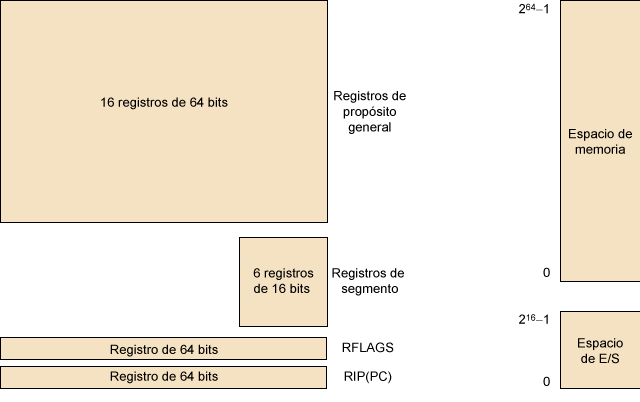 2⁶⁴–1
16 registros de 64 bits
Registros de
propósito
general
Espacio de
memoria
6 registros
de 16 bits
Registros de
segmento
0
2¹⁶–1
Registro de 64 bits
RFLAGS
Espacio
de E/S
Registro de 64 bits
RIP(PC)
0